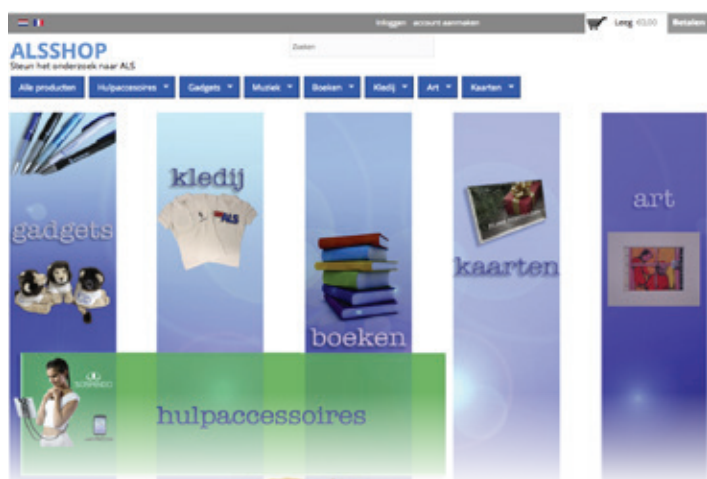 Inloggen account aanmaken
Leeg €0,00 Betalen
ALSSHOP
Steun het onderzoek naar ALS
Zoeken
Alle producten Hulpaccessoires Gadgets Muziek Boeken Kledij Art Kaarten
gadgets
kledij
ALS
boeken
kaarten
art
hulpaccessoires